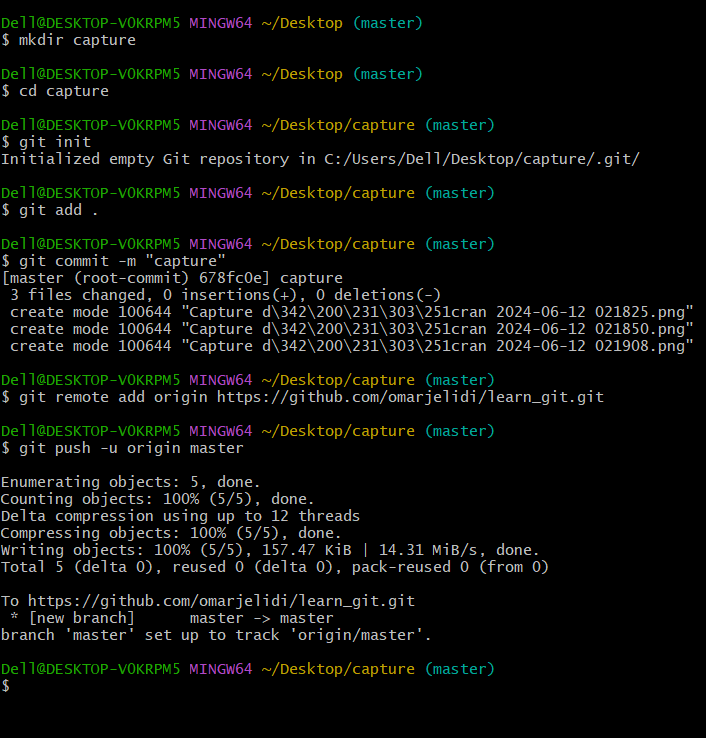 Dell@DESKTOP-V0KRPM5 MINGW64 ~/Desktop (master)
$ mkdir capture
Dell@DESKTOP-V0KRPM5 MINGW64 ~/Desktop (master)
$ cd capture
Dell@DESKTOP-V0KRPM5 MINGW64 ~/Desktop/capture (master)
$ git init
Initialized empty Git repository in C:/Users/Dell/Desktop/capture/.git/
Dell@DESKTOP-V0KRPM5 MINGW64 ~/Desktop/capture (master)
$ git add .
Dell@DESKTOP-V0KRPM5 MINGW64 ~/Desktop/capture (master)
$ git commit -m "capture"
[master (root-commit) 678fc0e] capture
 3 files changed, 0 insertions(+), 0 deletions(-)
 create mode 100644 "Capture d\342\200\231\303\251cran 2024-06-12 021825.png"
 create mode 100644 "Capture d\342\200\231\303\251cran 2024-06-12 021850.png"
 create mode 100644 "Capture d\342\200\231\303\251cran 2024-06-12 021908.png"
Dell@DESKTOP-V0KRPM5 MINGW64 ~/Desktop/capture (master)
$ git remote add origin https://github.com/omarjelidi/learn_git.git
Dell@DESKTOP-V0KRPM5 MINGW64 ~/Desktop/capture (master)
$ git push -u origin master
Enumerating objects: 5, done.
Counting objects: 100% (5/5), done.
Delta compression using up to 12 threads
Compressing objects: 100% (5/5), done.
Writing objects: 100% (5/5), 157.47 KiB | 14.31 MiB/s, done.
Total 5 (delta 0), reused 0 (delta 0), pack-reused 0 (from 0)
To https://github.com/omarjelidi/learn_git.git
 * [new branch]      master -> master
branch 'master' set up to track 'origin/master'.
Dell@DESKTOP-V0KRPM5 MINGW64 ~/Desktop/capture (master)
$